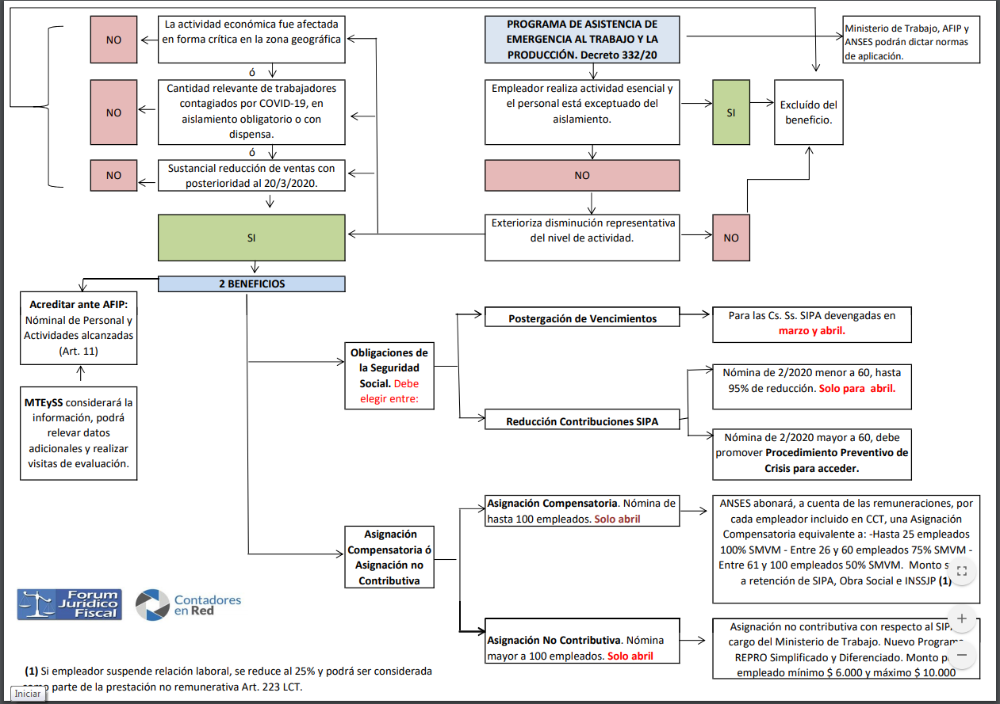 PROGRAMA DE ASISTENCIA DE
EMERGENCIA AL TRABAJO Y LA
PRODUCCIÓN. Decreto 332/20
Ministerio de Trabajo, AFIP y
ANSES podrán dictar normas
de aplicación.
Empleador realiza actividad esencial y
el personal está exceptuado del
aislamiento.
SI
Excluído del
beneficio.
NO
Exterioriza disminución representativa
del nivel de actividad.
NO
La actividad económica fue afectada
en forma crítica en la zona geográfica
NO
ó
Cantidad relevante de trabajadores
contagiados por COVID-19, en
aislamiento obligatorio o con
dispensa.
NO
ó
Sustancial reducción de ventas con
posterioridad al 20/3/2020.
NO
SI
2 BENEFICIOS
Acreditar ante AFIP:
Nóminal de Personal y
Actividades alcanzadas
(Art. 11)
MTEySS considerará la
información, podrá
relevar datos
adicionales y realizar
visitas de evaluación.
Obligaciones de
la Seguridad
Social. Debe
elegir entre:
Postergación de Vencimientos
Para las Cs. Ss. SIPA devengadas en
marzo y abril.
Reducción Contribuciones SIPA
Nómina de 2/2020 menor a 60, hasta
95% de reducción. Solo para abril.
Nómina de 2/2020 mayor a 60, debe
promover Procedimiento Preventivo de
Crisis para acceder.
Asignación
Compensatoria ó
Asignación no
Contributiva
Asignación Compensatoria. Nómina de
hasta 100 empleados. Solo abril
ANSES abonará, a cuenta de las remuneraciones, por
cada empleador incluido en CCT, una Asignación
Compensatoria equivalente a: -Hasta 25 empleados
100% SMVM - Entre 26 y 60 empleados 75% SMVM -
Entre 61 y 100 empleados 50% SMVM. Monto
a retención de SIPA, Obra Social e INSSJP (1)
Asignación No Contributiva. Nómina
mayor a 100 empleados. Solo abril
Asignación no contributiva con respecto al
cargo del Ministerio de Trabajo. Nuevo Programa
REPRO Simplificado y Diferenciado. Monto
empleado mínimo $ 6.000 y máximo $ 10.000
Forum
Jurídico
Fiscal
Contadores
en Red
(1) Si empleador suspende relación laboral, se reduce al 25% y podrá ser considerada
parte de la prestación no remunerativa Art. 223 LCT.
Iniciar